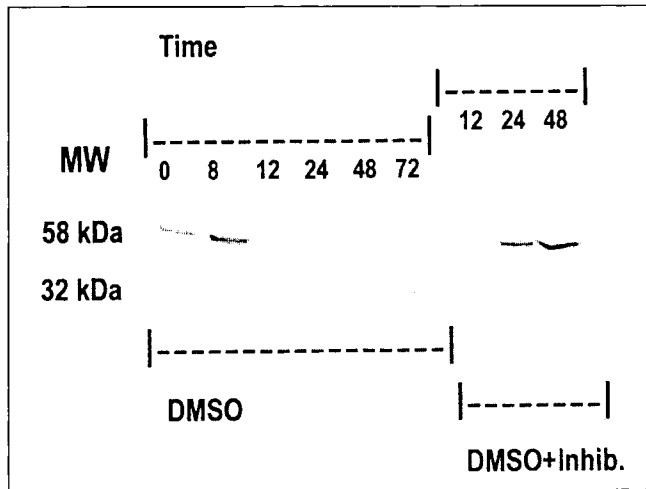 Time
12 24 48
MW
0 8 12 24 48 72
58 kDa
32 kDa
DMSO
DMSO+Inhib.